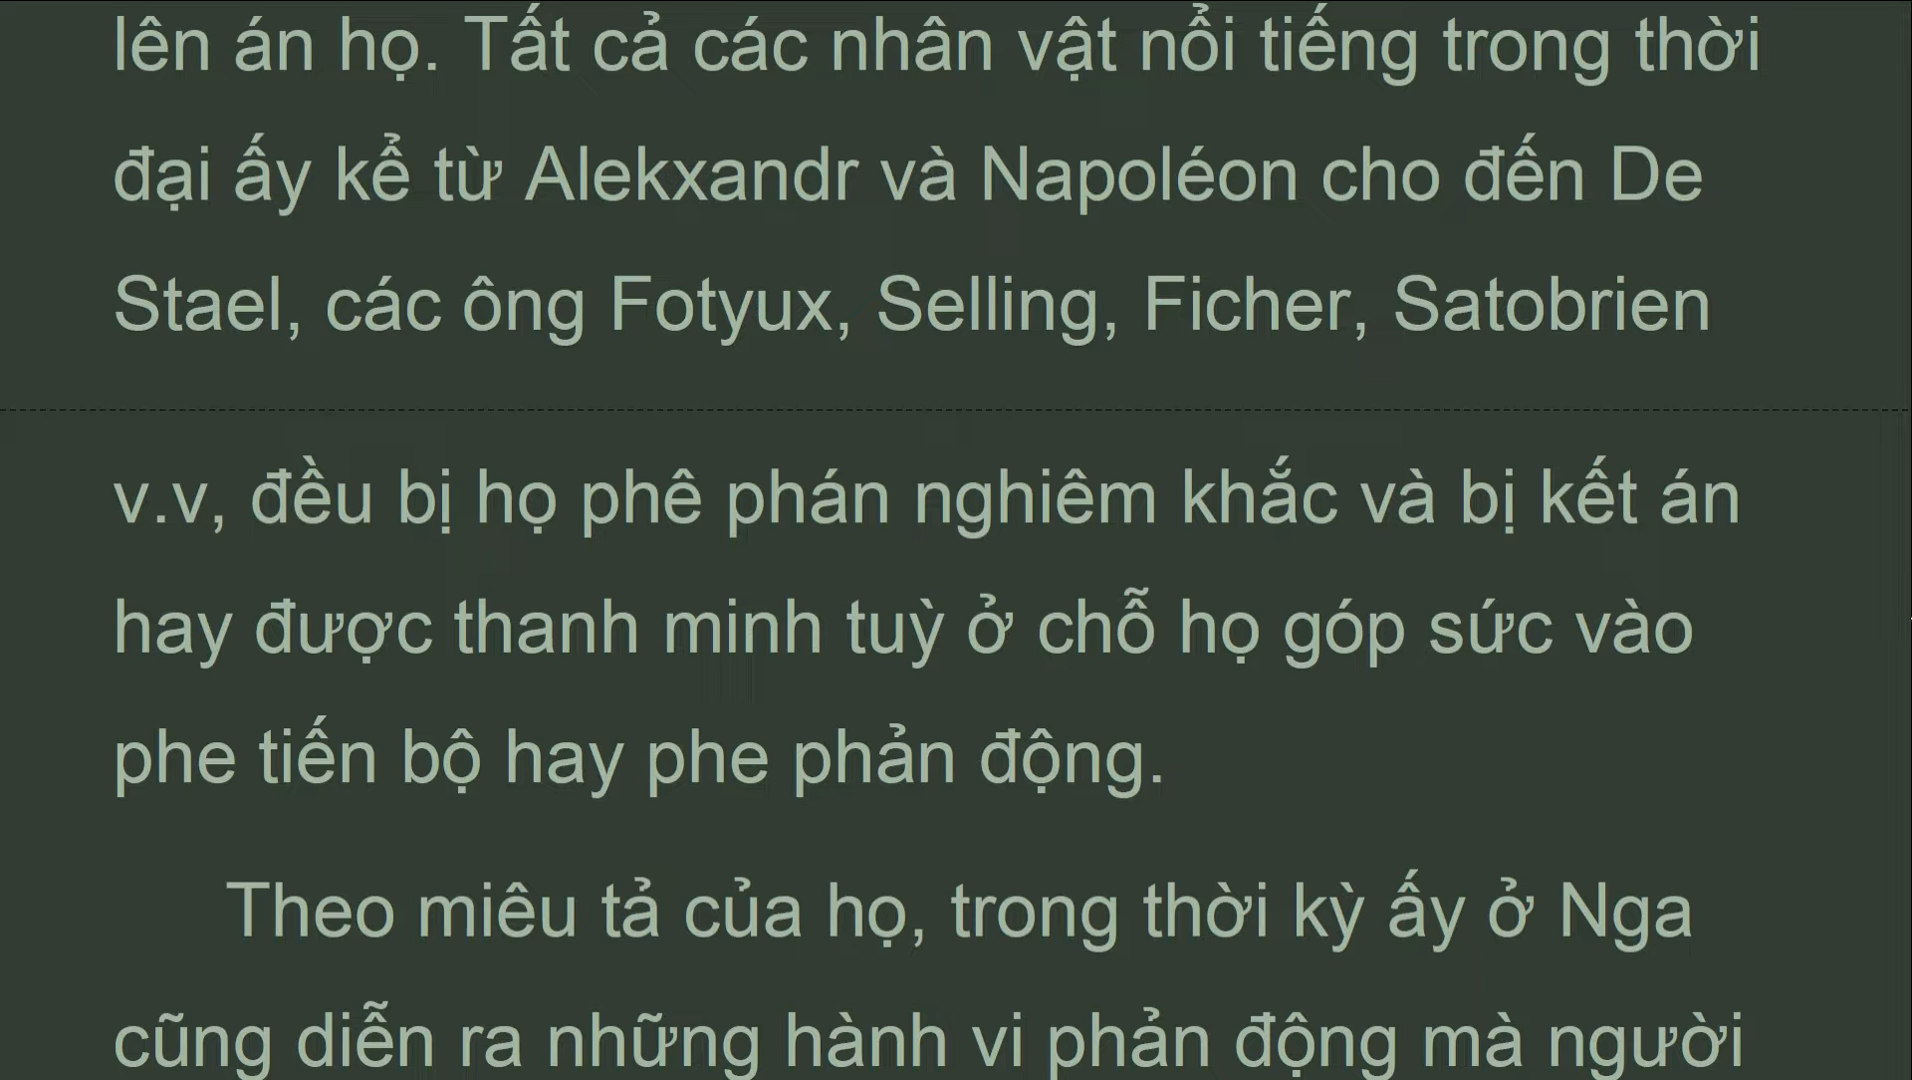 lên án họ. Tất cả các nhân vật nổi tiếng trong thời
đại ấy kể từ Alekxandr và Napoléon cho đến De
Stael, các ông Fotyux, Selling, Ficher, Satobrien
v.v, đều bị họ phê phán nghiêm khắc và bị kết án
hay được thanh minh tuỳ ở chỗ họ góp sức vào
phe tiến bộ hay phe phản động.
Theo miêu tả của họ, trong thời kỳ ấy ở Nga
cũng diễn ra những hành vi phản động mà người